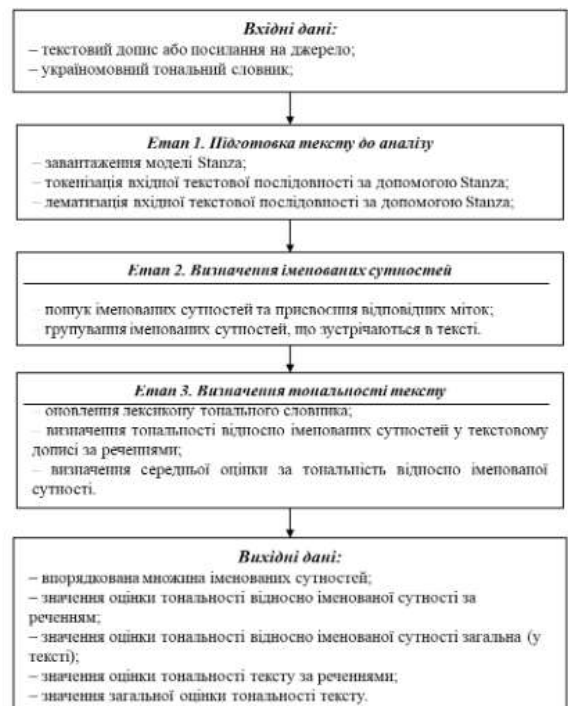 Вхідні дані:
– текстовий допис або посилання на джерело;
– україномовний тональний словник;
Етап 1. Підготовка тексту до аналізу
– завантаження моделі Stanza;
– токенізація вхідної текстової послідовності за допомогою Stanza;
– лематизація вхідної текстової послідовності за допомогою Stanza;
Етап 2. Визначення іменованих сутностей
– пошук іменованих сутностей та присвоєння відповідних міток;
– групування іменованих сутностей, що зустрічаються в тексті.
Етап 3. Визначення тональності тексту
– оновлення лексикону тонального словника;
– визначення тональності відносно іменованих сутностей у текстовому
дописі за реченнями;
– визначення середньої оцінки за тональність відносно іменованої
сутності.
Вихідні дані:
– впорядкована множина іменованих сутностей;
– значення оцінки тональності відносно іменованої сутності за
реченням;
– значення оцінки тональності відносно іменованої сутності загальна (у
тексті);
– значення оцінки тональності тексту за реченнями;
– значення загальної оцінки тональності тексту.